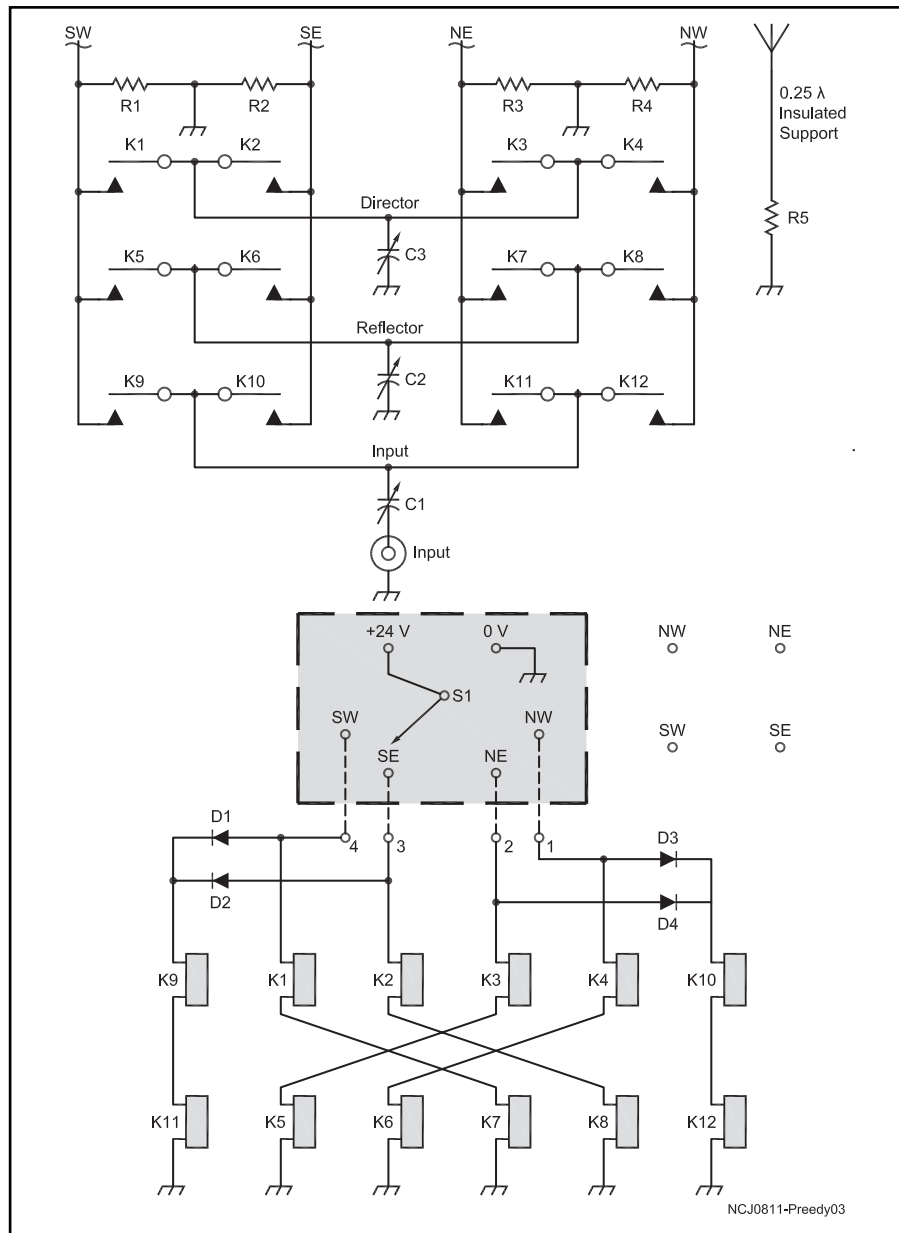 SW SE NE NW
R1 R2 R3 R4
0.25 λ
Insulated
Support
K1 K2 K3 K4
Director
R5
C3
K5 K6 K7 K8
Reflector
C2
K9 K10 K11 K12
Input
C1
Input
+24 V 0 V NW NE
S1
SW NW
SE NE
SW SE
D1 D3
4 3 2 1
D2 D4
K9 K1 K2 K3 K4 K10
K11 K5 K6 K7 K8 K12
NCJ0811-Preedy03